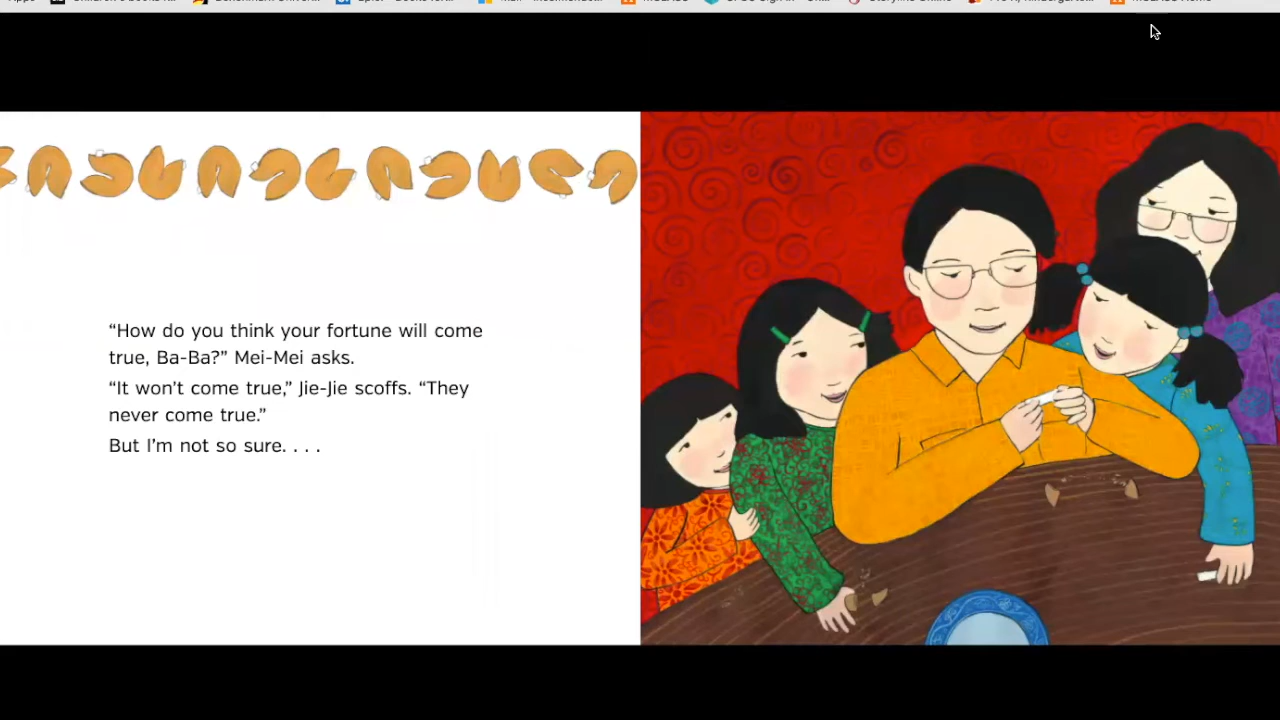 “How do you think your fortune will come
true, Ba-Ba?” Mei-Mei asks.
“It won’t come true,” Jie-Jie scoffs. “They
never come true.”
But I’m not so sure. . . .